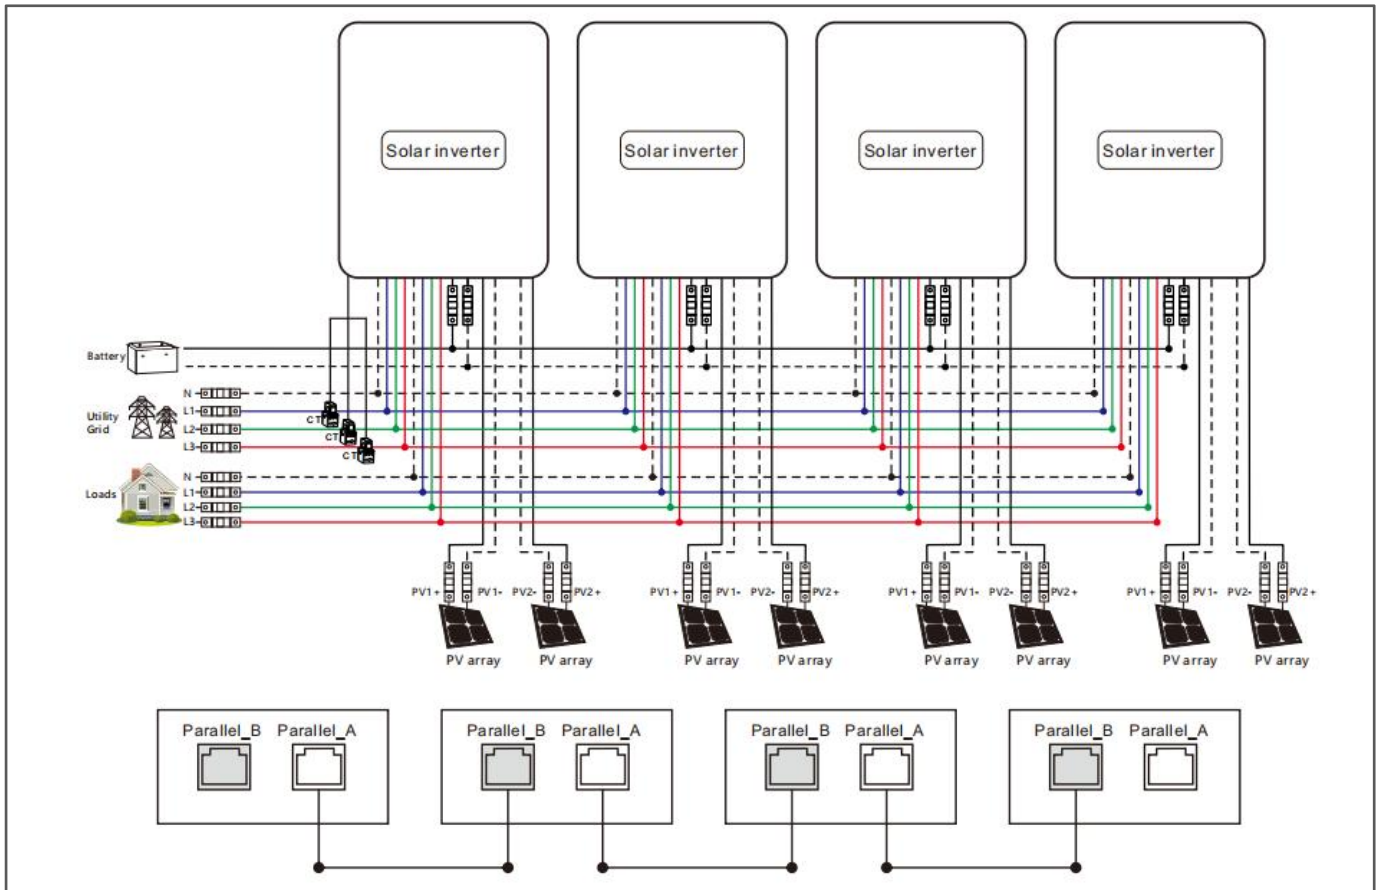 Solar inverter
Solar inverter
Solar inverter
Solar inverter
Battery
Utility
Grid
N
L1
L2
L3
CT
CT
CT
Loads
N
L1
L2
L3
PV1 +
PV1-
PV2-
PV2 +
PV1 +
PV1-
PV2-
PV2 +
PV1 +
PV1-
PV2-
PV2 +
PV1 +
PV1-
PV2-
PV2 +
PV array
PV array
PV array
PV array
PV array
PV array
PV array
PV array
Parallel_B
Parallel_A
Parallel_B
Parallel_A
Parallel_B
Parallel_A
Parallel_B
Parallel_A